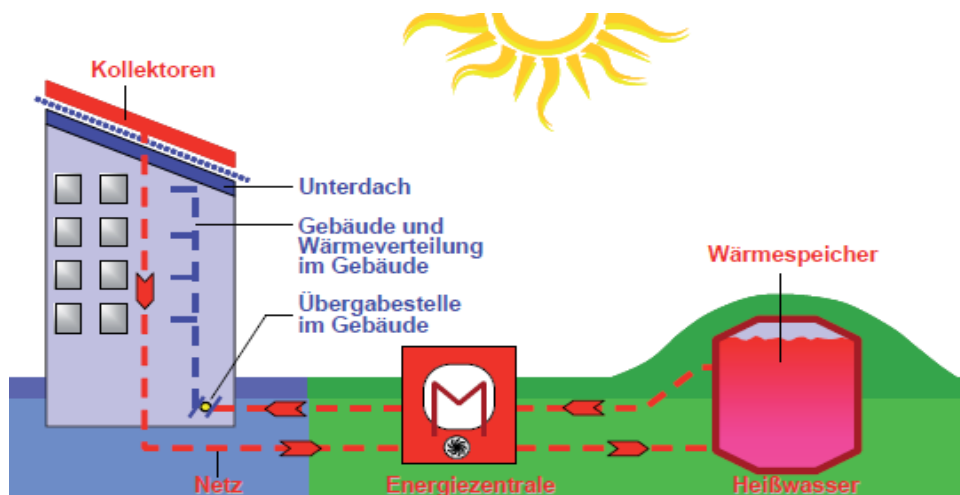 Kollektoren
Unterdach
Gebäude und
Wärmeverteilung
im Gebäude
Wärmespeicher
Übergabestelle
im Gebäude
Netz
Energiezentrale
Heißwasser